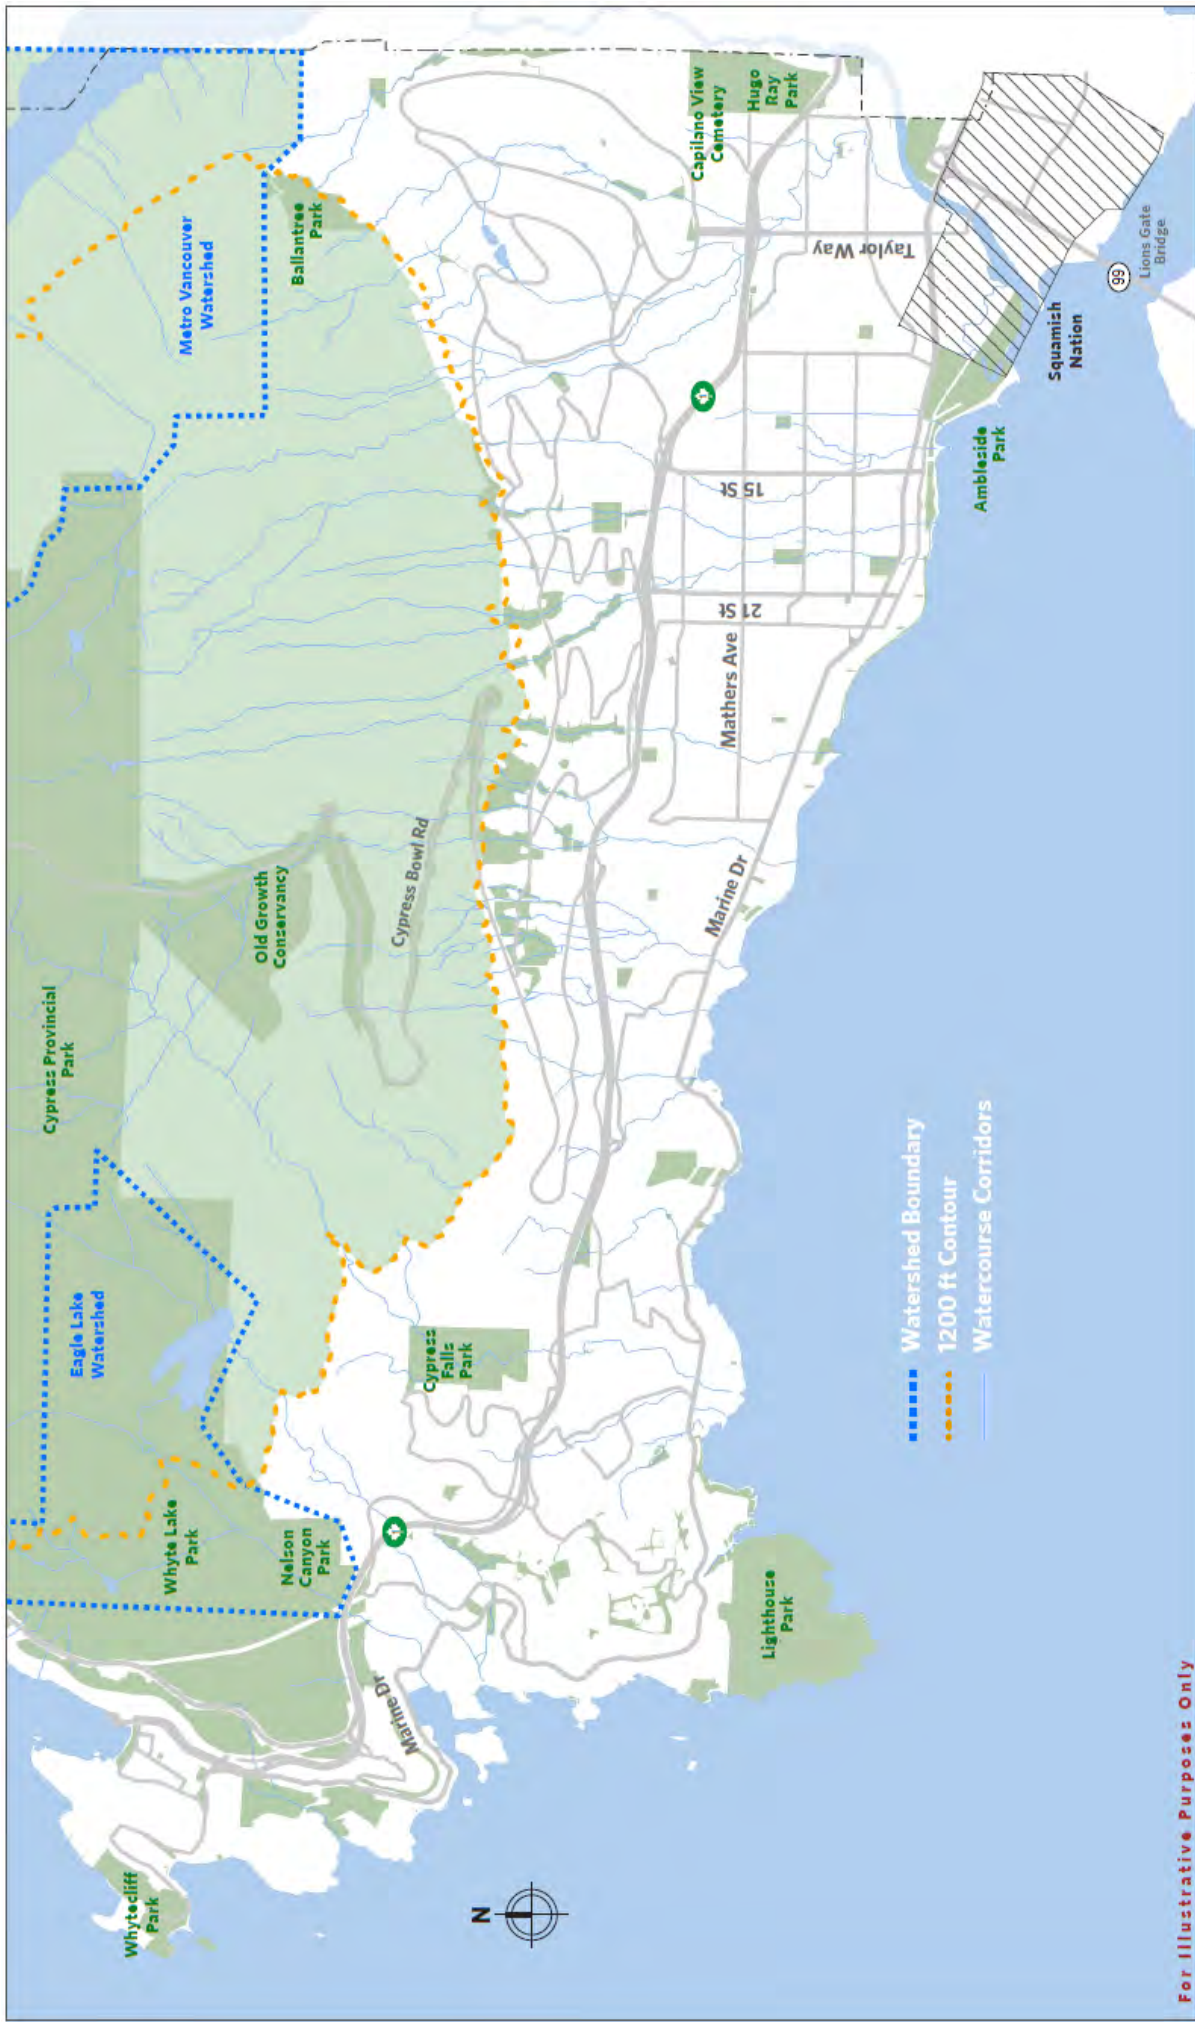 Cypress Provincial
Park
Eagle Lake
Watershed
Whytecliff
Park
Whyte Lake
Park
Metro Vancouver
Watershed
Old Growth
Conservancy
Nelson
Canyon
Park
Ballantree
Park
Marine Dr
Cypress Bowl Rd
Cypress
Falls
Park
N
Capilano View
Cemetery
Hugo
Ray
Park
Marine Dr
Mathers Ave
21 St
15 St
Taylor Way
Lighthouse
Park
Watershed Boundary
1200 ft Contour
Watercourse Corridors
Ambleside
Park
Squamish
Nation
99
Lions Gate
Bridge
For Illustrative Purposes Only